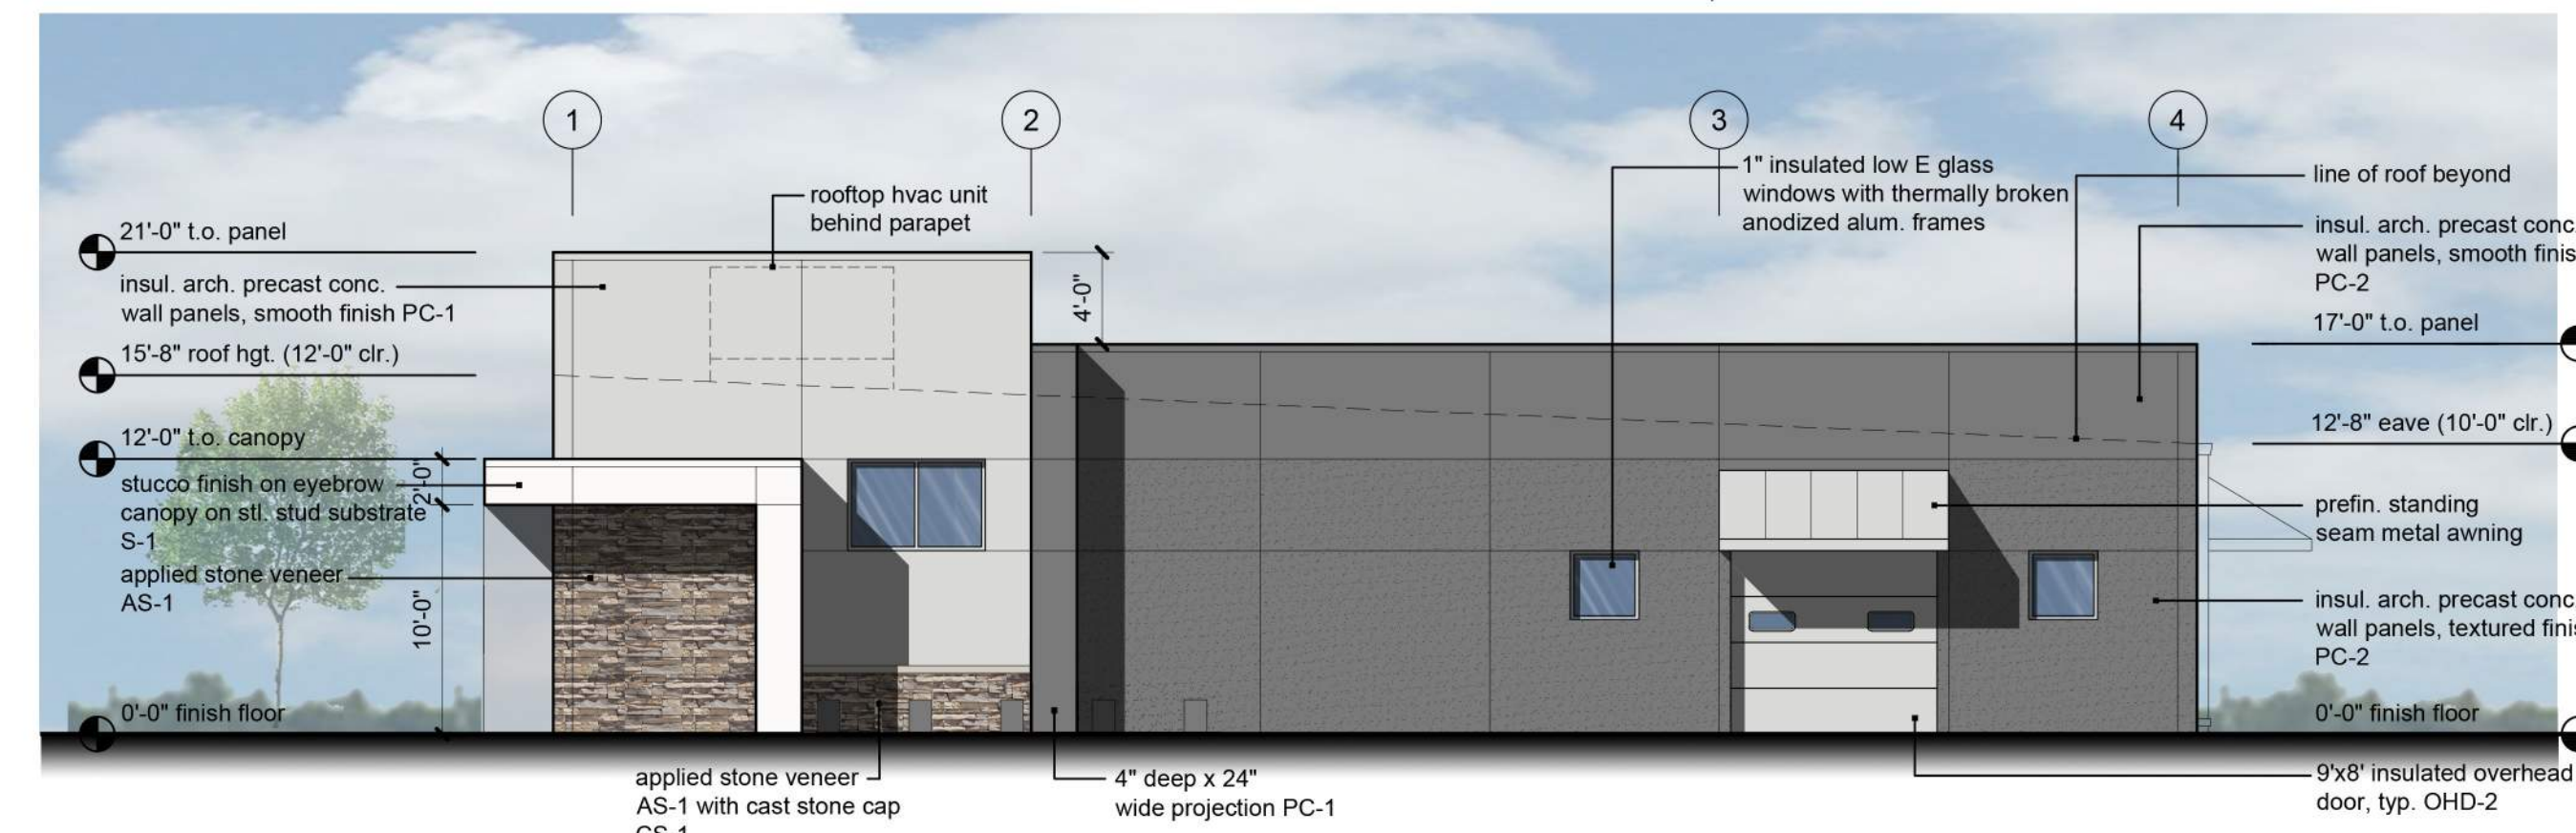 1
2
3
4
21'-0" t.o. panel
insul. arch. precast conc.
wall panels, smooth finish PC-1
15'-8" roof hgt. (12'-0" clr.)
12'-0" t.o. canopy
stucco finish on eyebrow
canopy on stl. stud substrate
S-1
applied stone veneer
AS-1
0'-0" finish floor
2'-0"
10'-0"
rooftop hvac unit
behind parapet
4'-0"
1" insulated low E glass
windows with thermally broken
anodized alum. frames
line of roof beyond
insul. arch. precast conc.
wall panels, smooth
PC-2
17'-0" t.o. panel
12'-8" eave (10'-0" clr.)
prefin. standing
seam metal awning
insul. arch. precast conc
wall panels, textured
PC-2
0'-0" finish floor
9'x8' insulated overhead
door, typ. OHD-2
applied stone veneer
AS-1 with cast stone cap
4" deep x 24"
wide projection PC-1